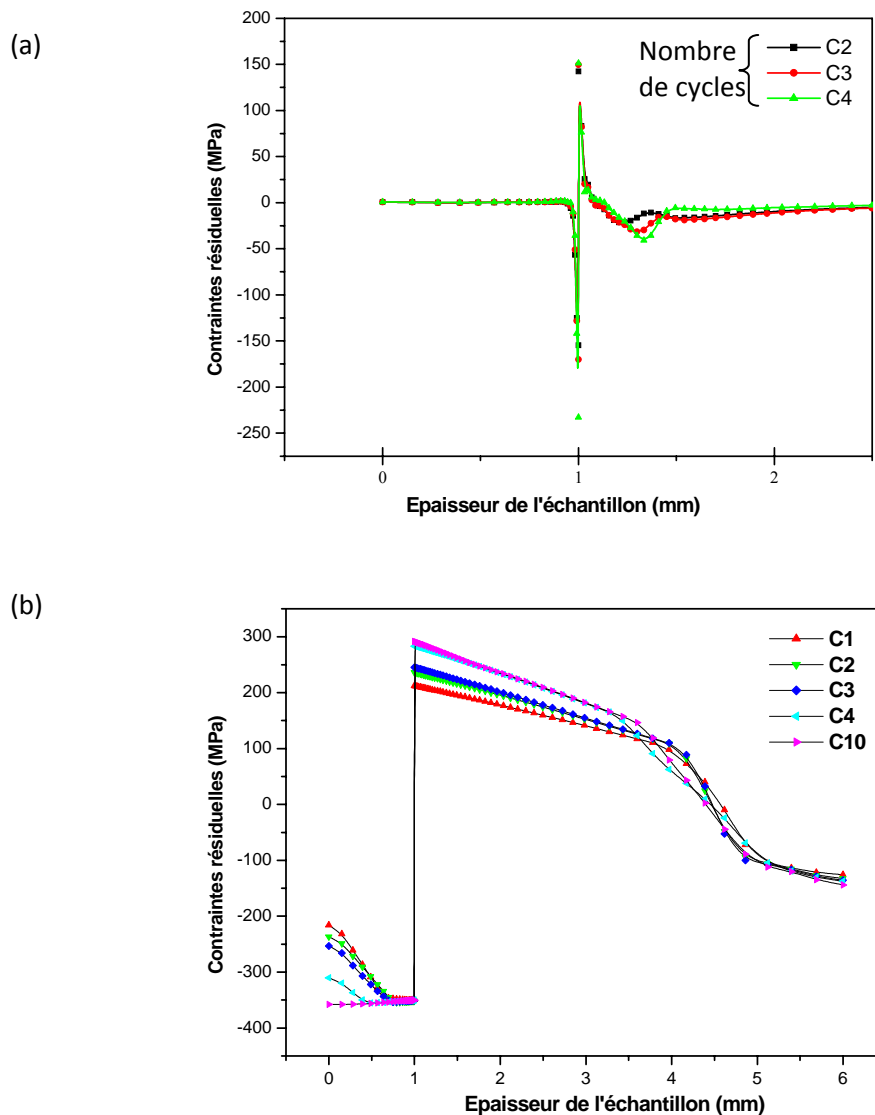 (a)
Nombre
de cycles
C2
C3
C4
150
100
50
0
-50
-100
-150
-200
-250
Contraintes résiduelles (MPa)
0
1
2
Epaisseur de l'échantillon (mm)
(b)
C1
C2
C3
C4
C10
300
200
100
0
-100
-200
-300
-400
Contraintes résiduelles (MPa)
0
1
2
3
4
5
6
Epaisseur de l'échantillon (mm)